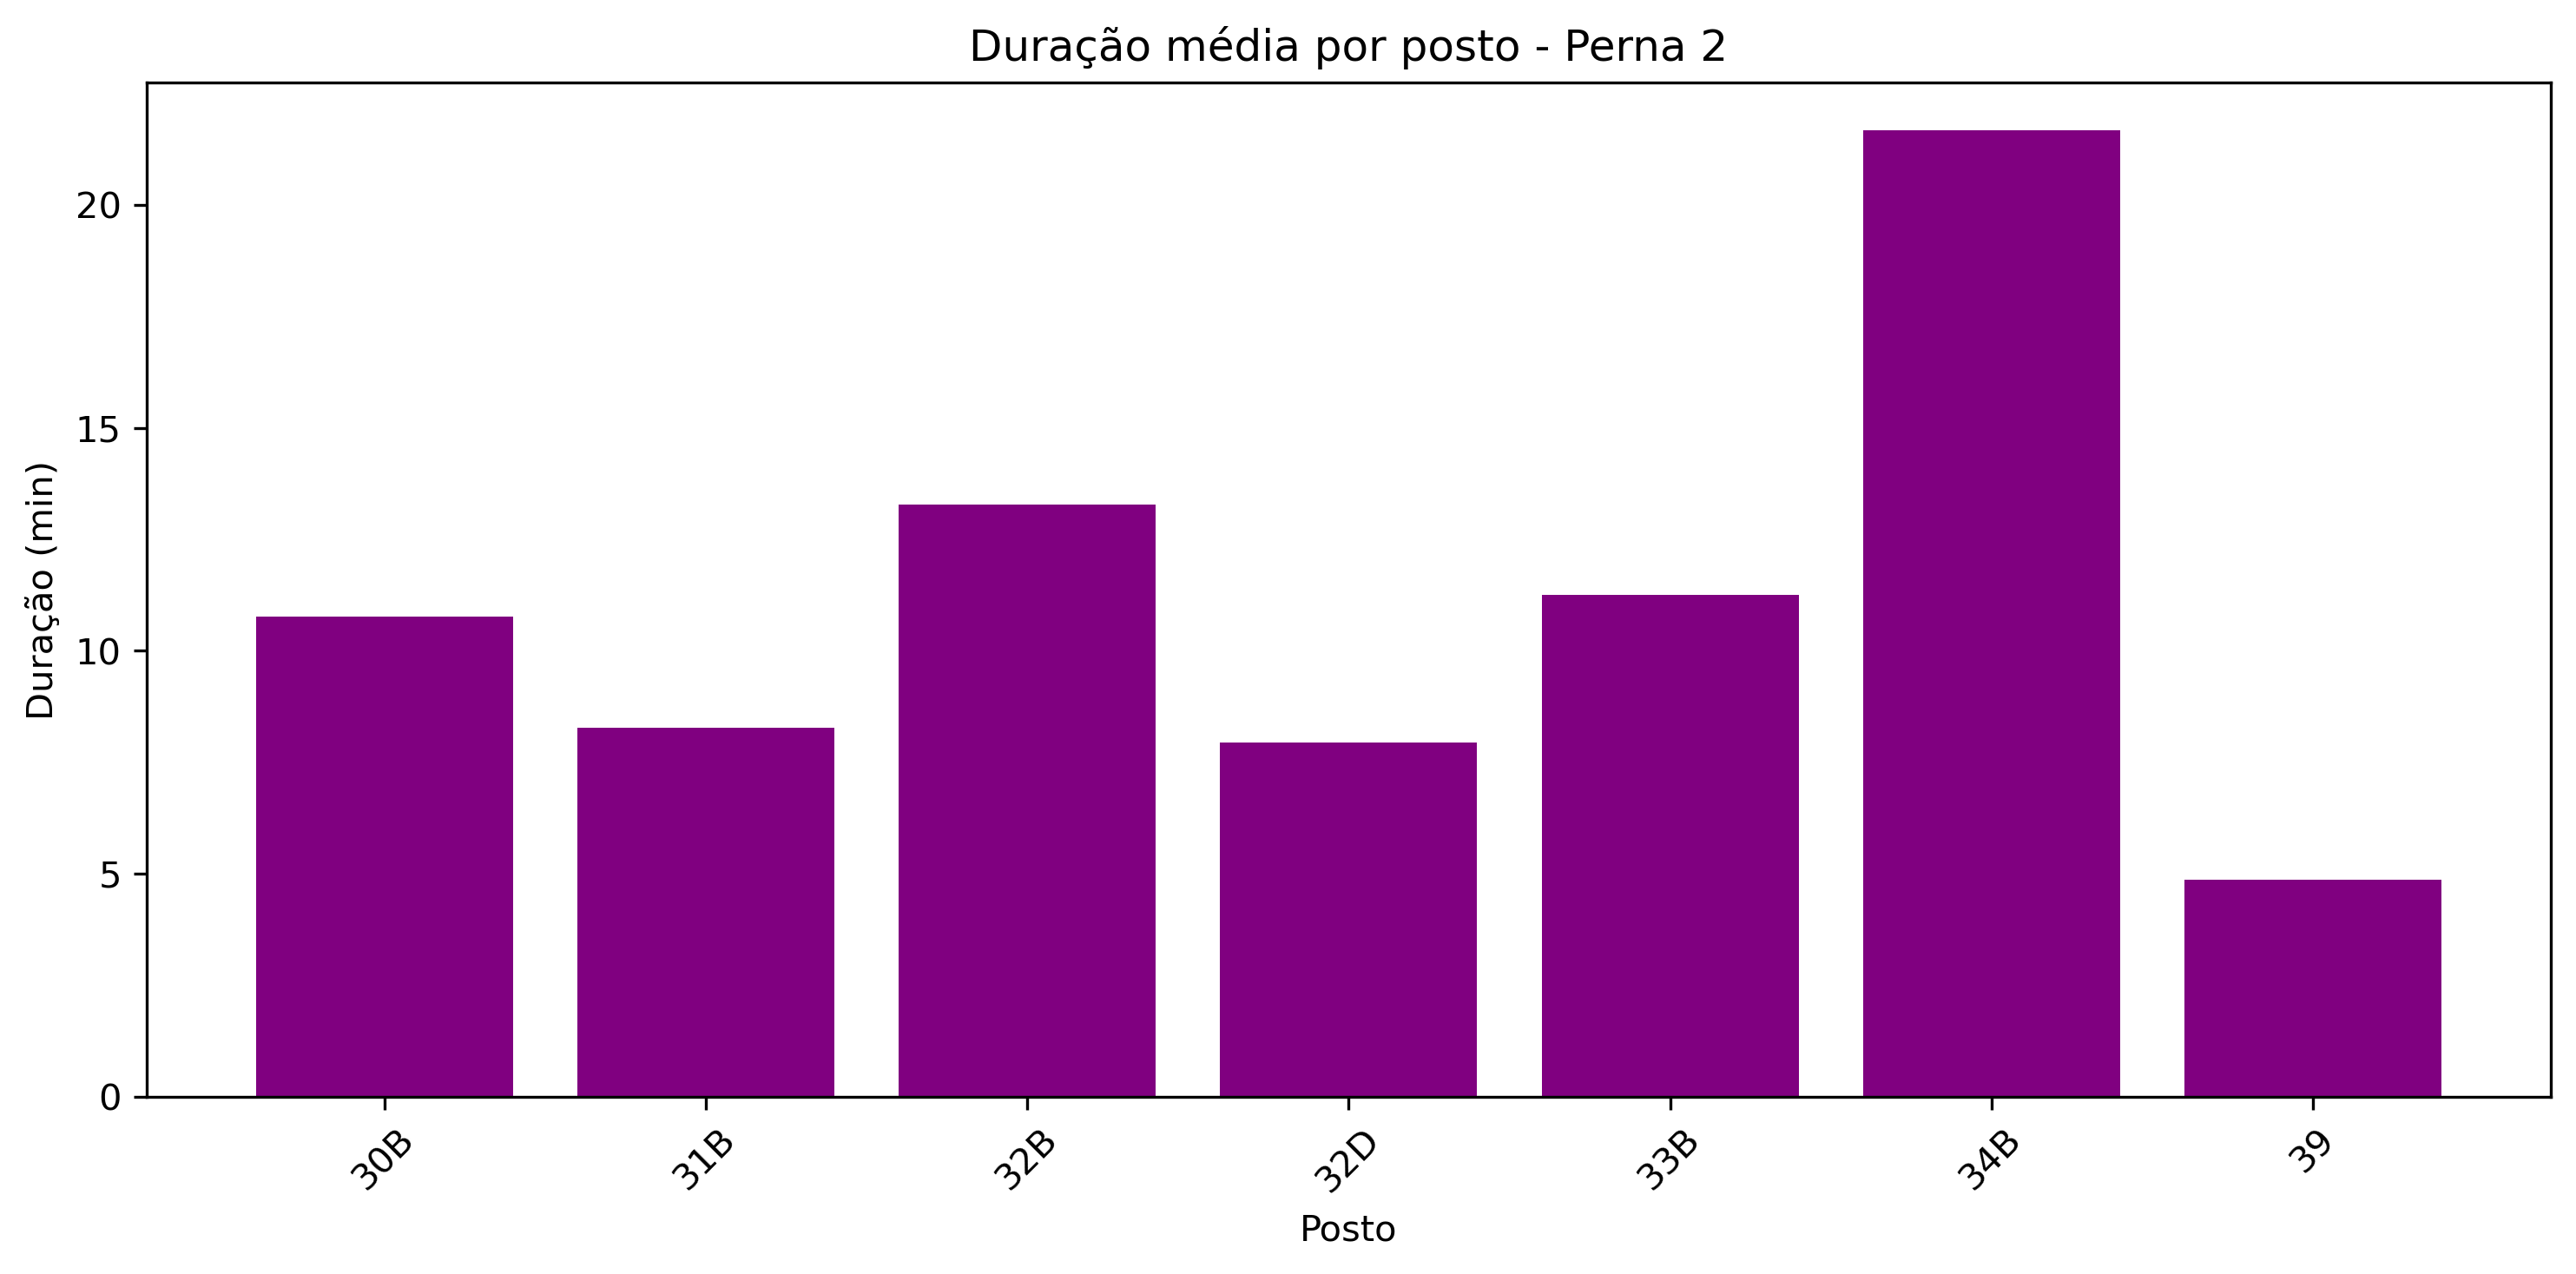 Duração média por posto - Perna 2
Duração (min)
20
15
10
5
0
30B
31B
32B
32D
33B
34B
39
Posto